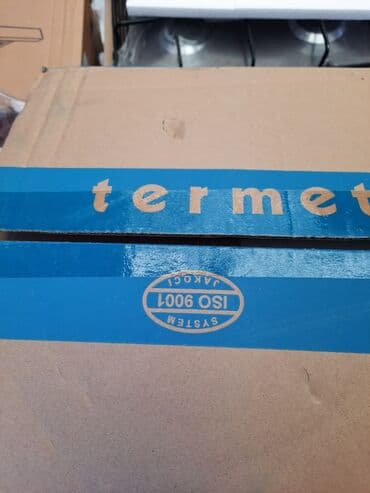 termet
SYSTEM
ISO 9001
JAKOŚCI